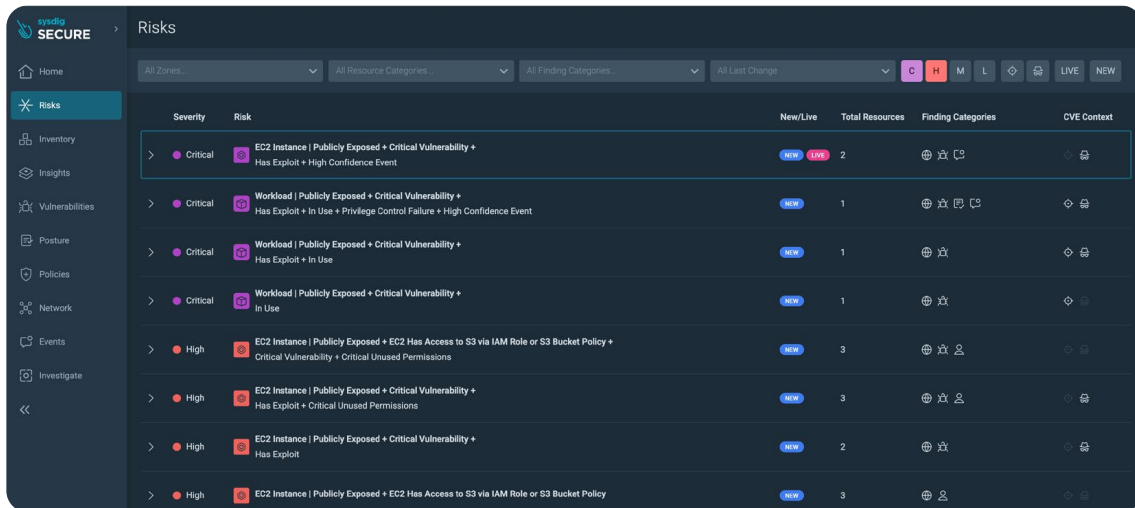 sysdig
SECURE
Risks
Home
Risks
Inventory
Insights
Vulnerabilities
Posture
Policies
Network
Events
Investigate
All Zones...
All Resource Categories...
All Finding Categories...
All Last Change
C
H
M
L
LIVE
NEW
Severity
Risk
New/Live
Total Resources
Finding Categories
CVE Context
Critical
EC2 Instance | Publicly Exposed + Critical Vulnerability +
Has Exploit + High Confidence Event
NEW
LIVE
2
Critical
Workload | Publicly Exposed + Critical Vulnerability +
Has Exploit + In Use + Privilege Control Failure + High Confidence Event
NEW
1
Critical
Workload | Publicly Exposed + Critical Vulnerability +
Has Exploit + In Use
NEW
1
Critical
Workload | Publicly Exposed + Critical Vulnerability +
In Use
NEW
1
High
EC2 Instance | Publicly Exposed + EC2 Has Access to S3 via IAM Role or S3 Bucket Policy +
Critical Vulnerability + Critical Unused Permissions
NEW
3
High
EC2 Instance | Publicly Exposed + Critical Vulnerability +
Has Exploit + Critical Unused Permissions
NEW
3
High
EC2 Instance | Publicly Exposed + Critical Vulnerability +
Has Exploit
NEW
2
High
EC2 Instance | Publicly Exposed + EC2 Has Access to S3 via IAM Role or S3 Bucket Policy
NEW
3